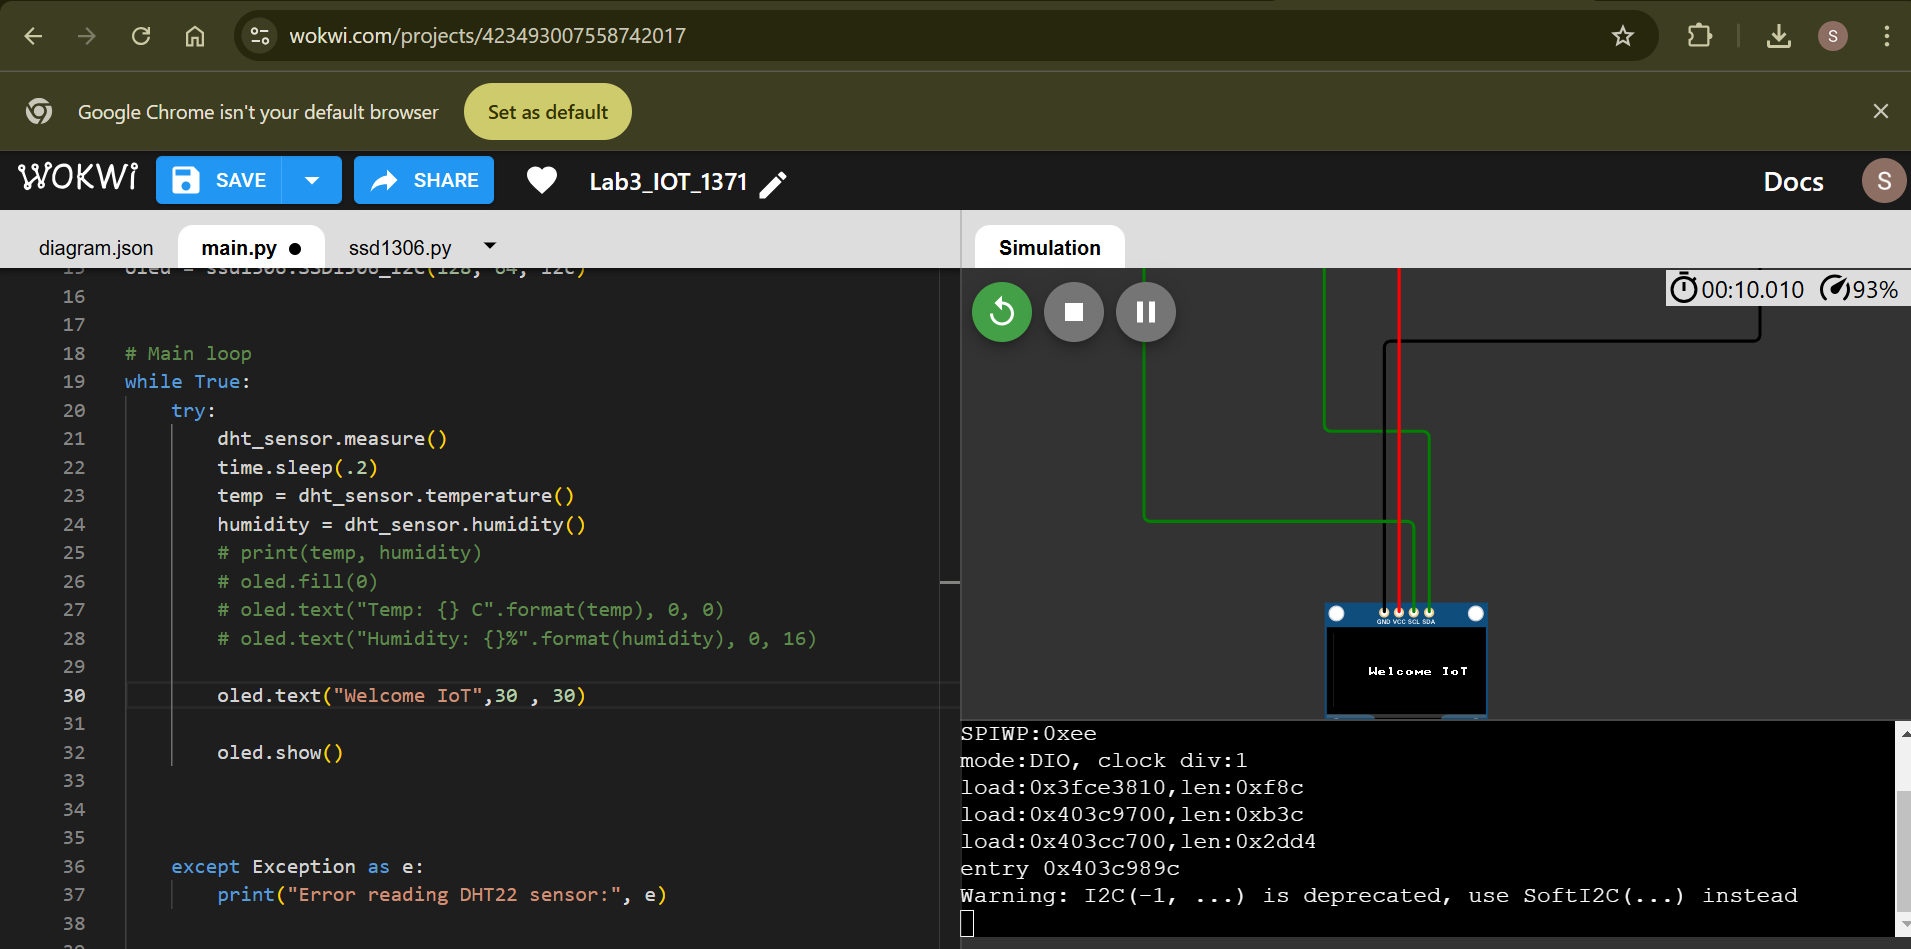 wokwi.com/projects/423493007558742017
S
Google Chrome isn't your default browser
Set as default
WOKWi
SAVE
SHARE
Lab3_IOT_1371
Docs
S
diagram.json
main.py
ssd1306.py
Simulation
15 oled = ssd1306.SSD1306_I2C(128, 64, i2c)
16
17
18 # Main loop
19 while True:
20 try:
21 dht_sensor.measure()
22 time.sleep(.2)
23 temp = dht_sensor.temperature()
24 humidity = dht_sensor.humidity()
25 # print(temp, humidity)
26 # oled.fill(0)
27 # oled.text("Temp: {} C".format(temp), 0, 0)
28 # oled.text("Humidity: {}%".format(humidity), 0, 16)
29
30 oled.text("Welcome IoT",30 , 30)
31
32 oled.show()
33
34
35
36 except Exception as e:
37 print("Error reading DHT22 sensor:", e)
38
00:10.010
93%
GND VCC SCL SDA
Welcome IoT
SPIWP:0xee
mode:DIO, clock div:1
load:0x3fce3810,len:0xf8c
load:0x403c9700,len:0xb3c
load:0x403cc700,len:0x2dd4
entry 0x403c989c
Warning: I2C(-1, ...) is deprecated, use SoftI2C(...) instead